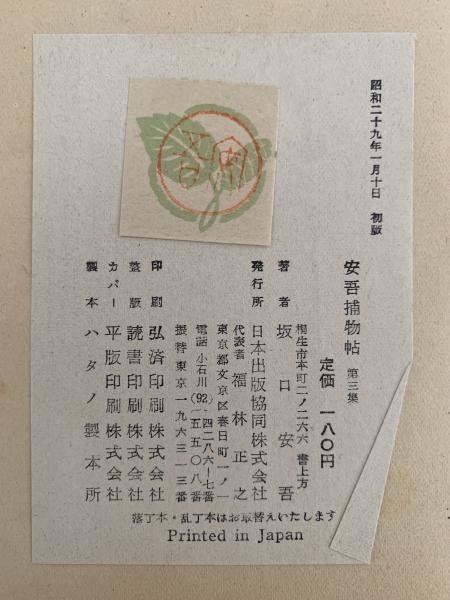 昭和二十九年一月十日　初版
安吾捕物帖　第三集
定価　一八〇円
桐生市本町二ノ二六六　書上方
著者　坂口安吾
発行所　日本出版協同株式会社
代表者　福林正之
東京都文京区春日町一ノ一
電話　小石川(92)　四二八六—七番
五五〇八番
振替　東京　一九六三一三番
印刷　弘済印刷株式会社
整版　読書印刷株式会社
カバー　平版印刷株式会社
製本　ハタノ製本所
落丁本・乱丁本はお取替えいたします
Printed in Japan